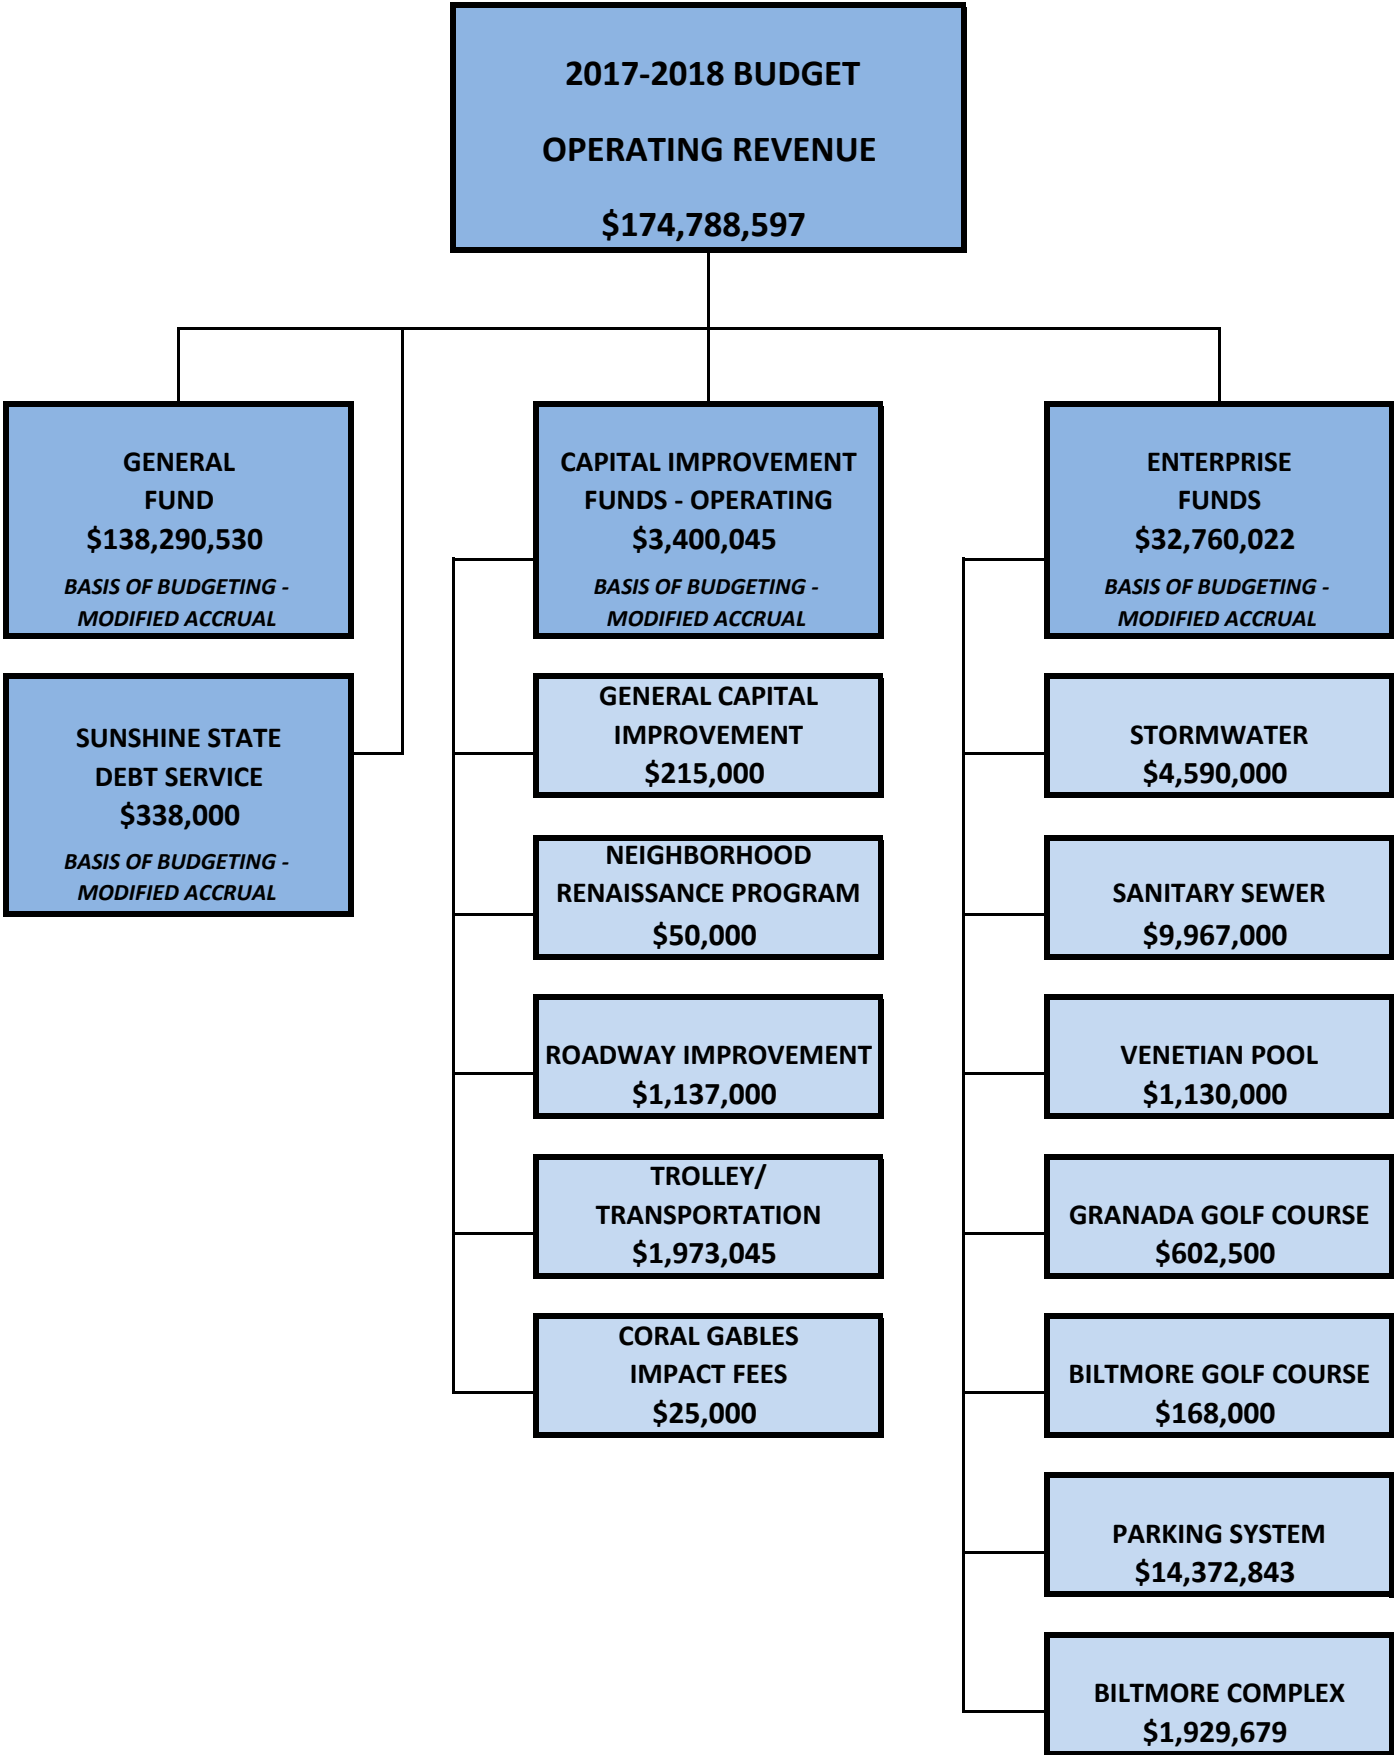 2017-2018 BUDGET
OPERATING REVENUE
$174,788,597
GENERAL
FUND
$138,290,530
BASIS OF BUDGETING -
MODIFIED ACCRUAL
SUNSHINE STATE
DEBT SERVICE
$338,000
BASIS OF BUDGETING -
MODIFIED ACCRUAL
CAPITAL IMPROVEMENT
FUNDS - OPERATING
$3,400,045
BASIS OF BUDGETING -
MODIFIED ACCRUAL
GENERAL CAPITAL
IMPROVEMENT
$215,000
NEIGHBORHOOD
RENAISSANCE PROGRAM
$50,000
ROADWAY IMPROVEMENT
$1,137,000
TROLLEY/
TRANSPORTATION
$1,973,045
CORAL GABLES
IMPACT FEES
$25,000
ENTERPRISE
FUNDS
$32,760,022
BASIS OF BUDGETING -
MODIFIED ACCRUAL
STORMWATER
$4,590,000
SANITARY SEWER
$9,967,000
VENETIAN POOL
$1,130,000
GRANADA GOLF COURSE
$602,500
BILTMORE GOLF COURSE
$168,000
PARKING SYSTEM
$14,372,843
BILTMORE COMPLEX
$1,929,679